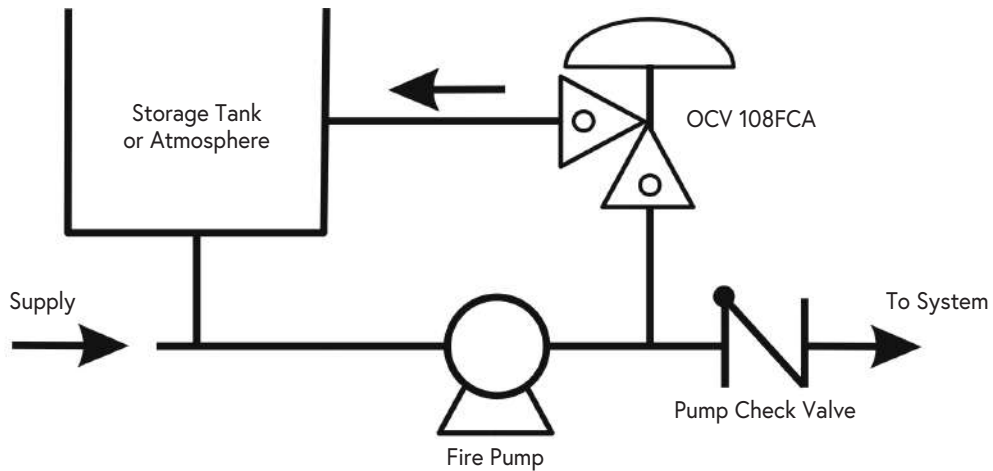 Storage Tank
or Atmosphere
OCV 108FCA
Supply
To System
Pump Check Valve
Fire Pump